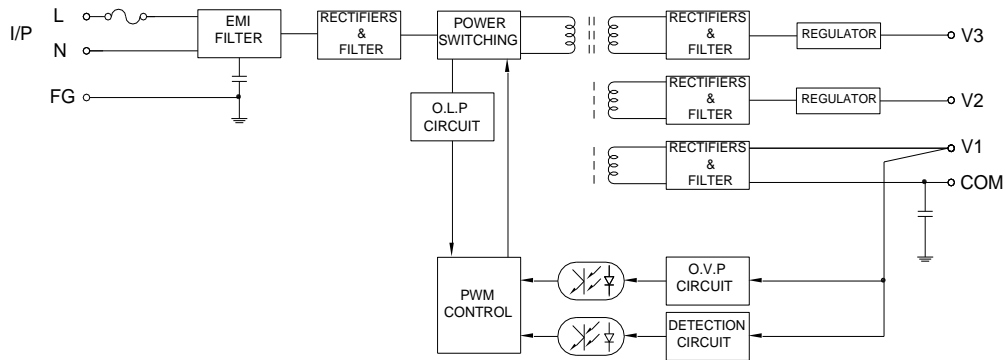 I/P
L
N
FG
EMI
FILTER
RECTIFIERS
&
FILTER
POWER
SWITCHING
O.L.P
CIRCUIT
RECTIFIERS
&
FILTER
REGULATOR
V3
RECTIFIERS
&
FILTER
REGULATOR
V2
RECTIFIERS
&
FILTER
V1
COM
PWM
CONTROL
O.V.P
CIRCUIT
DETECTION
CIRCUIT